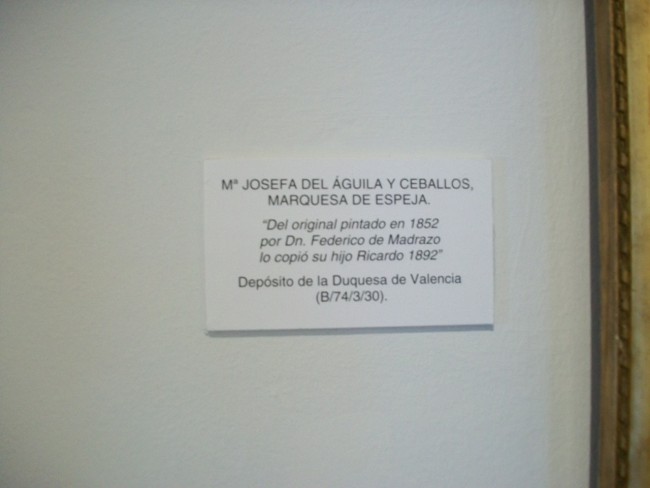 Mª JOSEFA DEL ÁGUILA Y CEBALLOS,
MARQUESA DE ESPEJA.
“Del original pintado en 1852
por Dn. Federico de Madrazo
lo copió su hijo Ricardo 1892”
Depósito de la Duquesa de Valencia
(B/74/3/30).